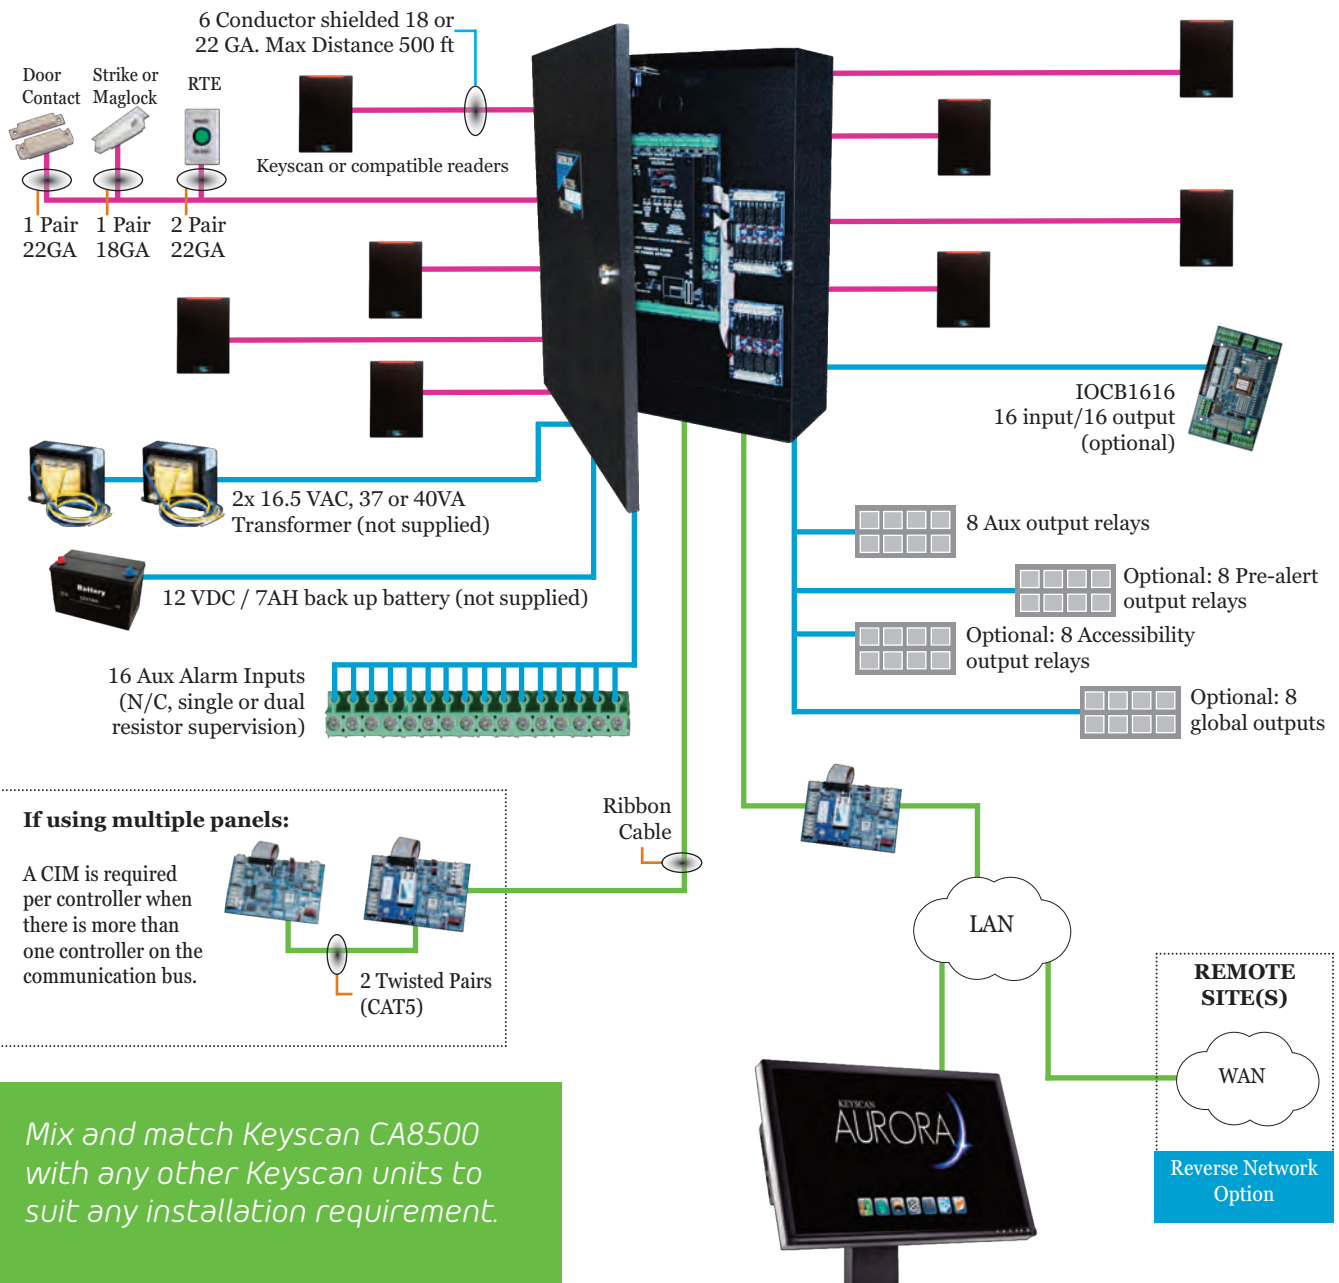 6 Conductor shielded 18 or
22 GA. Max Distance 500 ft
Door
Contact
Strike or
Maglock
RTE
Keyscan or compatible readers
1 Pair
22GA
1 Pair
18GA
2 Pair
22GA
IOCB1616
16 input/16 output
(optional)
2x 16.5 VAC, 37 or 40VA
Transformer (not supplied)
Battery
12 VDC / 7AH back up battery (not supplied)
8 Aux output relays
Optional: 8 Pre-alert
output relays
Optional: 8 Accessibility
output relays
Optional: 8
global outputs
16 Aux Alarm Inputs
(N/C, single or dual
resistor supervision)
If using multiple panels:
A CIM is required
per controller when
there is more than
one controller on the
communication bus.
2 Twisted Pairs
(CAT5)
Ribbon
Cable
LAN
REMOTE
SITE(S)
WAN
Reverse Network
Option
KEYSCAN
AURORA
Mix and match Keyscan CA8500
with any other Keyscan units to
suit any installation requirement.